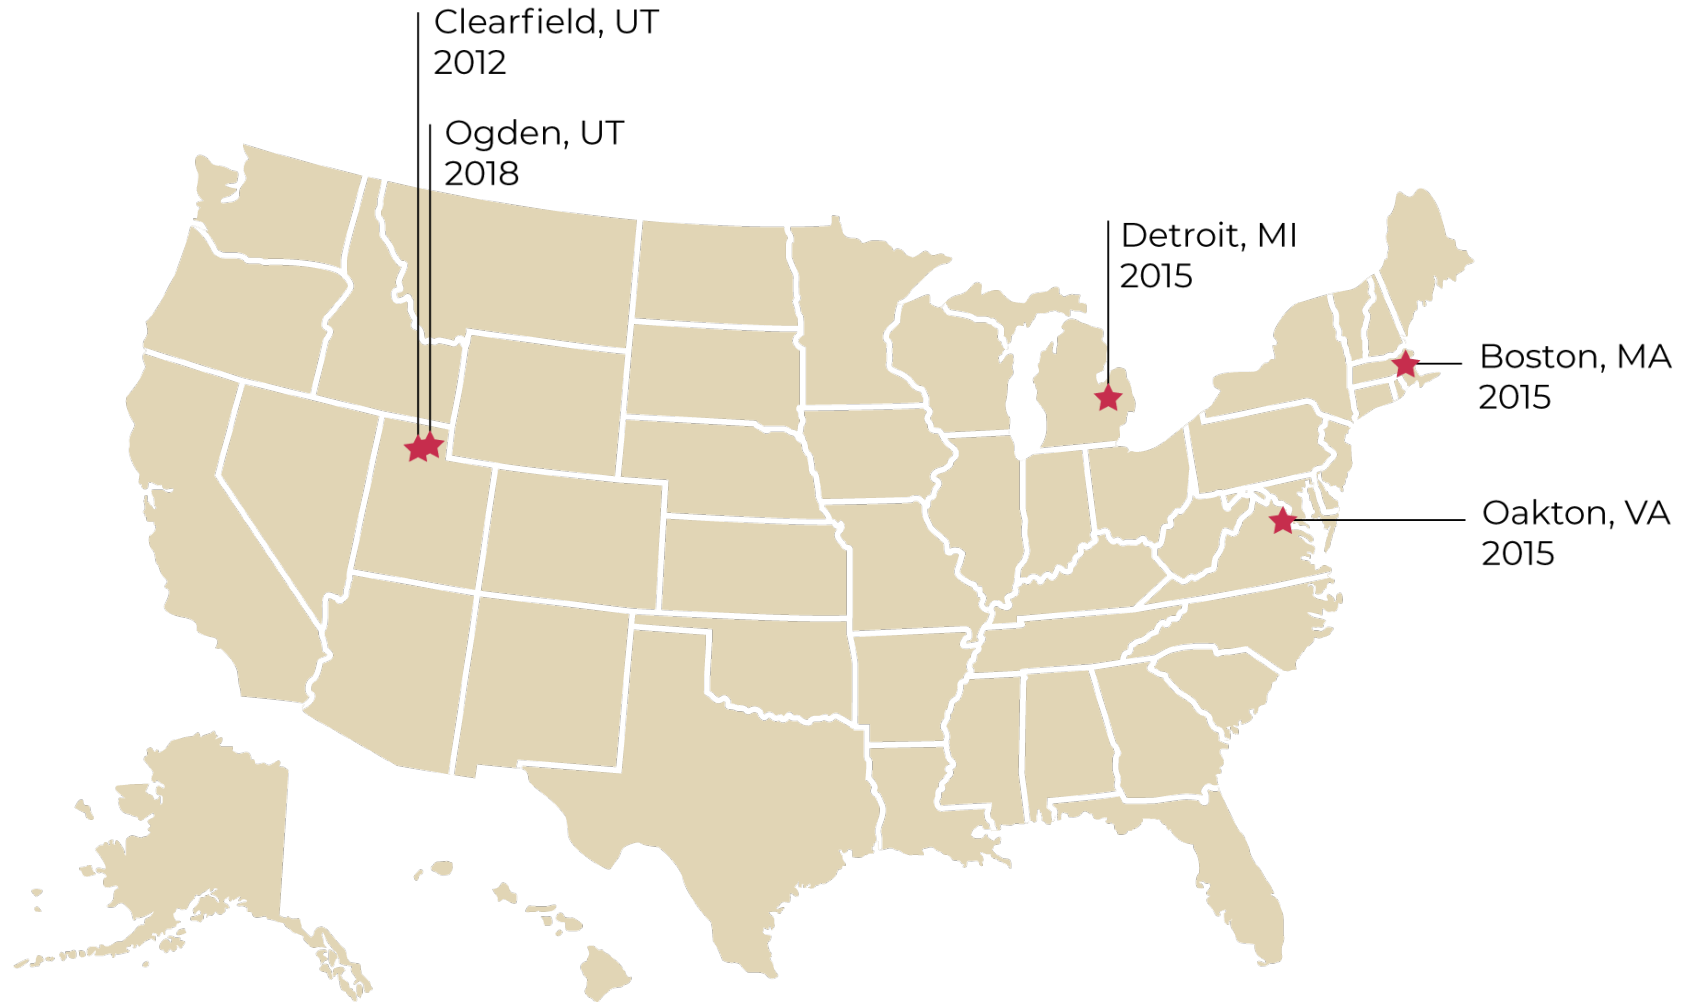 Clearfield, UT
2012
Ogden, UT
2018
Detroit, MI
2015
Boston, MA
2015
Oakton, VA
2015